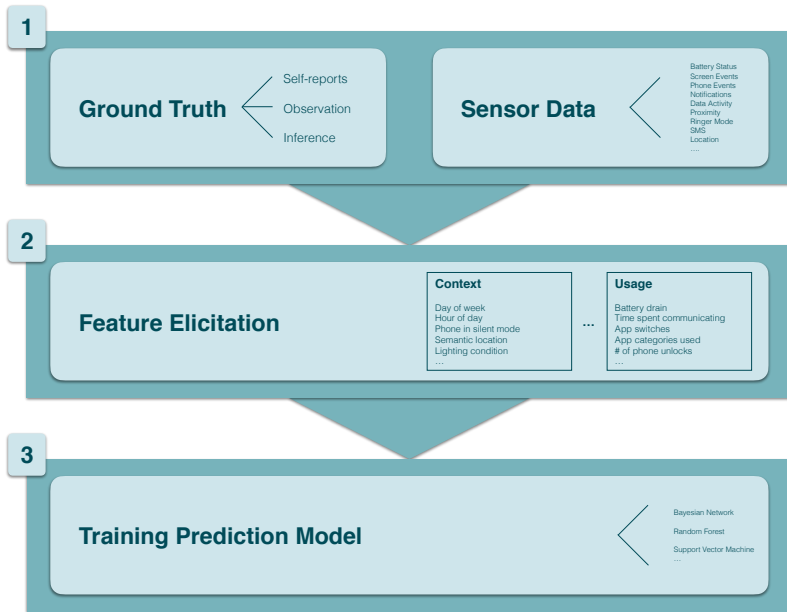 1
Ground Truth
Self-reports
Observation
Inference
Sensor Data
Battery Status
Screen Events
Phone Events
Notifications
Data Activity
Proximity
Ringer Mode
SMS
Location
....
2
Feature Elicitation
Context
Day of week
Hour of day
Phone in silent mode
Semantic location
Lighting condition
...
...
Usage
Battery drain
Time spent communicating
App switches
App categories used
# of phone unlocks
...
3
Training Prediction Model
Bayesian Network
Random Forest
Support Vector Machine
...